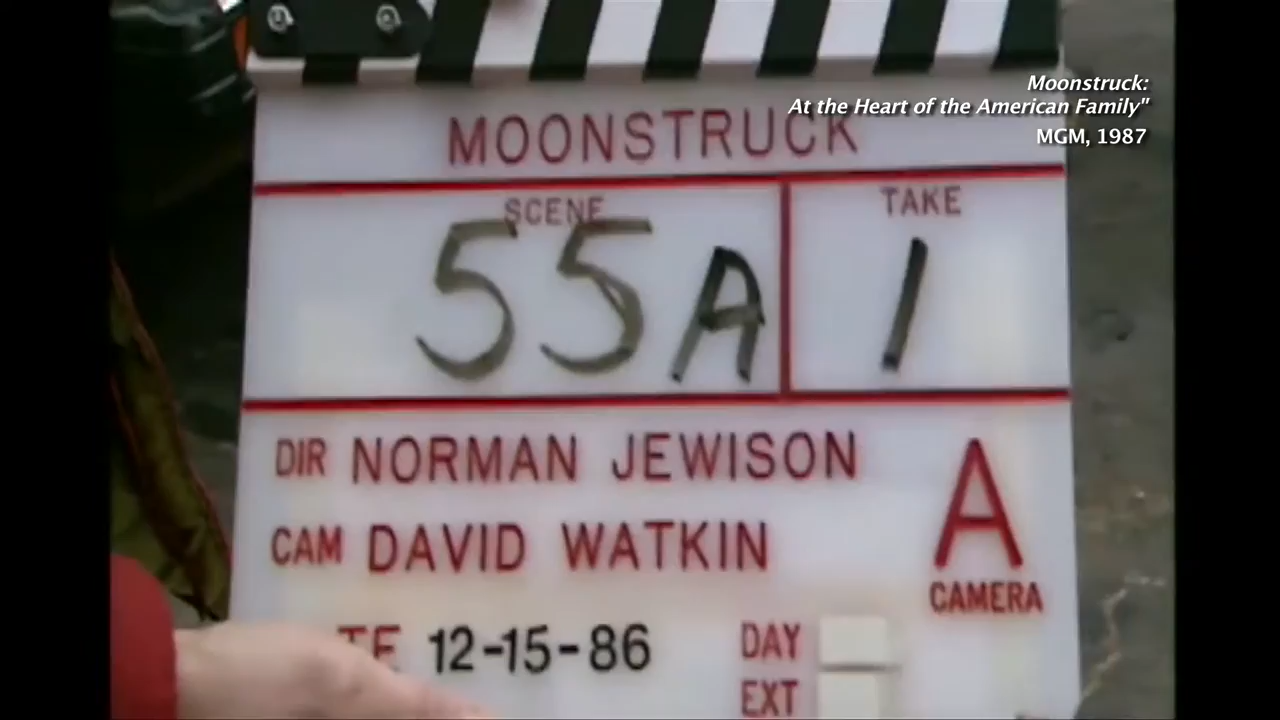 Moonstruck:
At the Heart of the American Family"
MGM, 1987
MOONSTRUCK
SCENE TAKE
55A 1
DIR NORMAN JEWISON
CAM DAVID WATKIN
A
CAMERA
TE 12-15-86 DAY
EXT